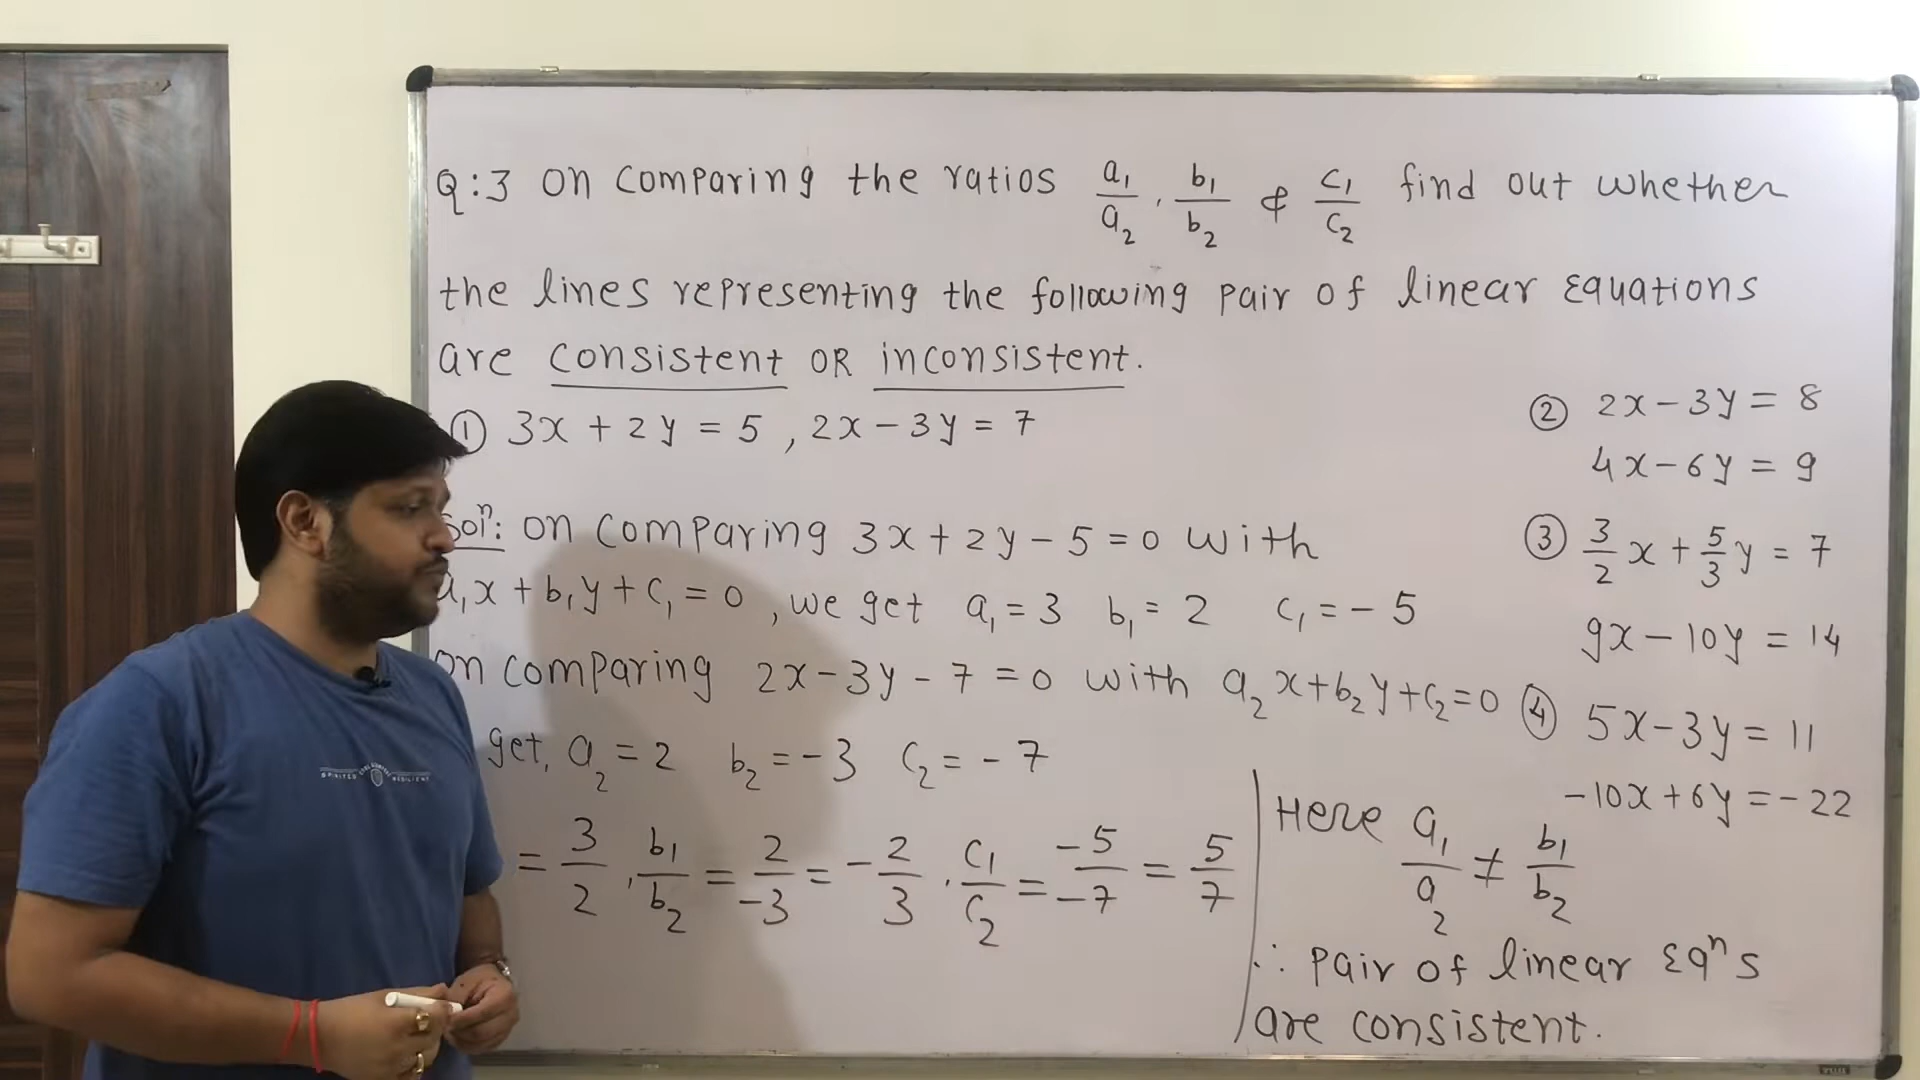 Q:3 on comparing the ratios a₁/a₂, b₁/b₂ & c₁/c₂ find out whether
the lines representing the following pair of linear Equations
are consistent OR inconsistent.
① 3x + 2y = 5, 2x - 3y = 7
Solⁿ: on comparing 3x + 2y - 5 = 0 with
a₁x + b₁y + c₁ = 0, we get a₁ = 3 b₁ = 2 c₁ = - 5
on comparing 2x - 3y - 7 = 0 with a₂x + b₂y + c₂ = 0
get, a₂ = 2 b₂ = -3 c₂ = - 7
= 3/2, b₁/b₂ = 2/-3 = - 2/3, c₁/c₂ = -5/-7 = 5/7
Here a₁/a₂ ≠ b₁/b₂
∴ pair of linear Eqⁿs
are consistent.
② 2x - 3y = 8
4x - 6y = 9
③ 3/2 x + 5/3 y = 7
9x - 10y = 14
④ 5x - 3y = 11
-10x + 6y = -22
SPIRITED
RESILIENT